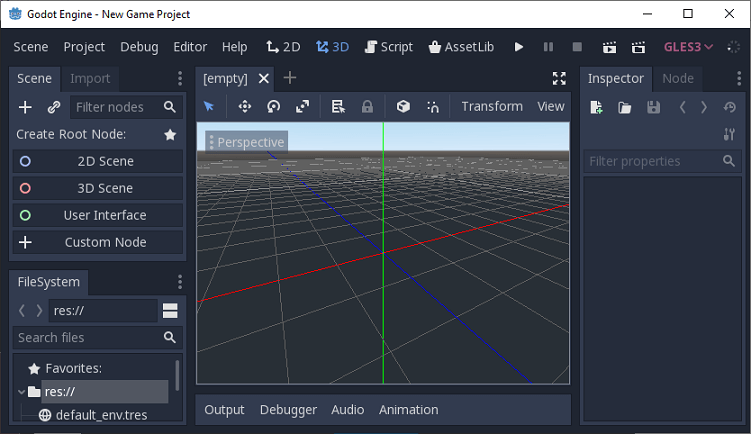 Godot Engine - New Game Project
Scene Project Debug Editor Help 2D 3D Script AssetLib GLES3
Scene Import
Filter nodes
Create Root Node:
2D Scene
3D Scene
User Interface
Custom Node
FileSystem
res://
Search files
Favorites:
res://
default_env.tres
[empty]
Transform View
Perspective
Output Debugger Audio Animation
Inspector Node
Filter properties